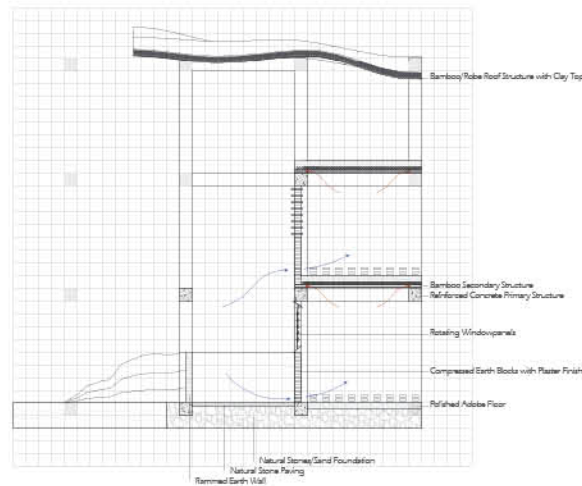 Bamboo/Robe Roof Structure with Clay Top
Bamboo Secondary Structure
Reinforced Concrete Primary Structure
Rotating Windowpanels
Compressed Earth Blocks with Plaster Finish
Polished Adobe Floor
Natural Stones/Sand Foundation
Natural Stone Paving
Rammed Earth Wall